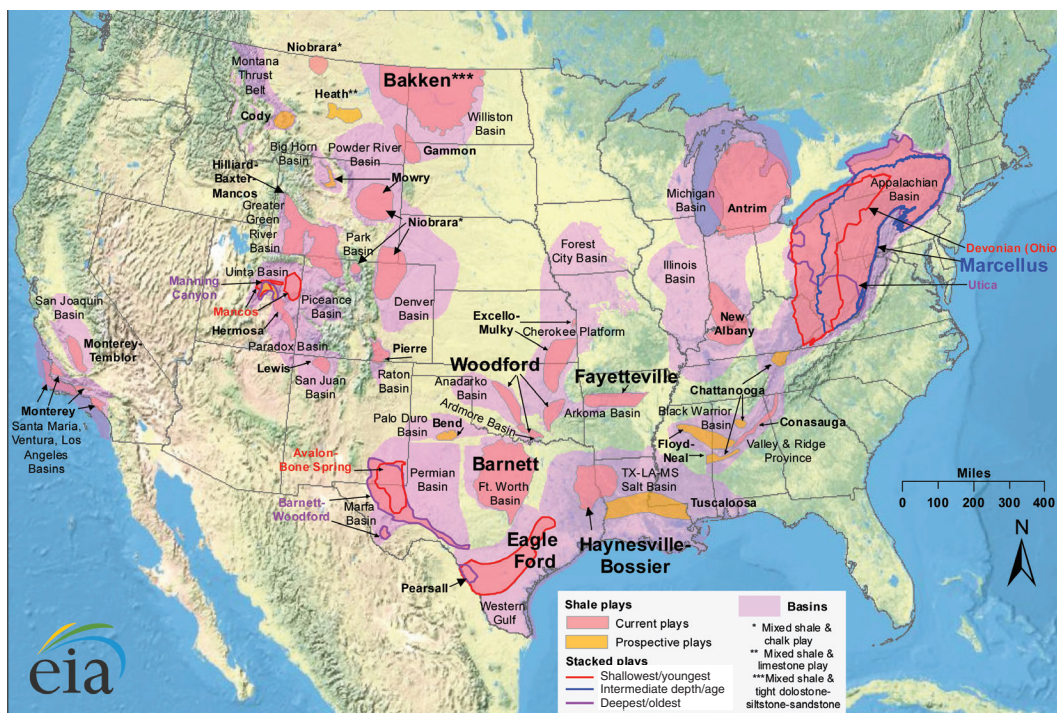 Niobrara*
Montana
Thrust
Belt
Bakken***
Heath**
Cody
Williston
Basin
Big Horn
Basin
Powder River
Basin
Gammon
Hilliard-
Baxter-
Mancos
Mowry
Greater
Green
River
Basin
Niobrara*
Park
Basin
Michigan
Basin
Antrim
Appalachian
Basin
Devonian (Ohio
Marcellus
Utica
Forest
City Basin
Illinois
Basin
Uinta Basin
Manning
Canyon
Mancos
Piceance
Basin
Denver
Basin
San Joaquin
Basin
Hermosa
Paradox Basin
Excello-
Mulky
Cherokee Platform
New
Albany
Monterey-
Temblor
Lewis
San Juan
Basin
Pierre
Raton
Basin
Woodford
Anadarko
Basin
Fayetteville
Arkoma Basin
Chattanooga
Monterey
Santa Maria,
Ventura, Los
Angeles
Basins
Palo Duro
Basin
Bend
Ardmore Basin
Black Warrior
Basin
Conasauga
Floyd-
Neal
Valley & Ridge
Province
Avalon-
Bone Spring
Permian
Basin
Barnett
Ft. Worth
Basin
TX-LA-MS
Salt Basin
Tuscaloosa
Barnett-
Woodford
Marfa
Basin
Eagle
Ford
Haynesville-
Bossier
Pearsall
Western
Gulf
Miles
0 100 200 300 400
N
Shale plays
Current plays
Prospective plays
Stacked plays
Shallowest/youngest
Intermediate depth/age
Deepest/oldest
Basins
* Mixed shale &
chalk play
** Mixed shale &
limestone play
***Mixed shale &
tight dolostone-
siltstone-sandstone
eia